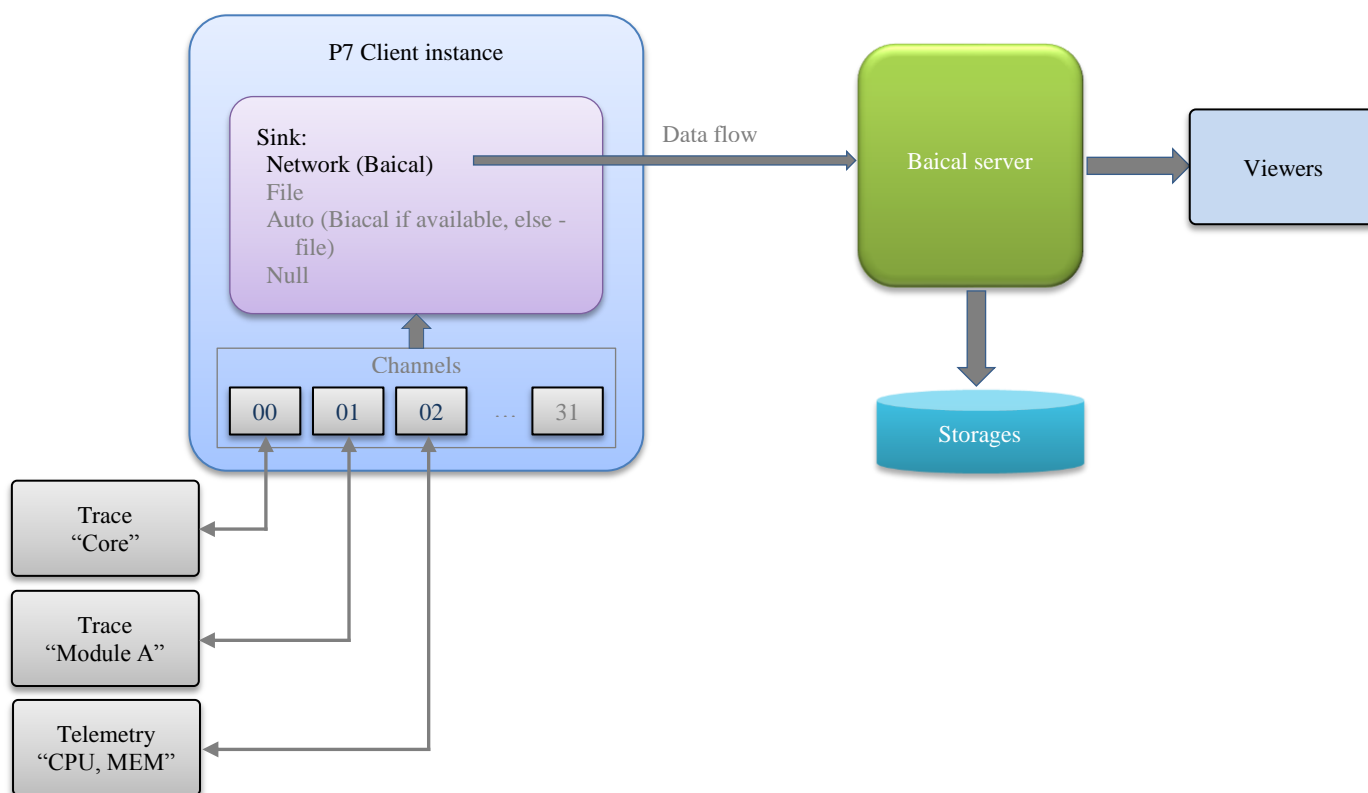 P7 Client instance
Sink:
Network (Baical)
File
Auto (Biacal if available, else -
file)
Null
Data flow
Baical server
Viewers
Channels
00 01 02 ... 31
Storages
Trace
“Core”
Trace
“Module A”
Telemetry
“CPU, MEM”